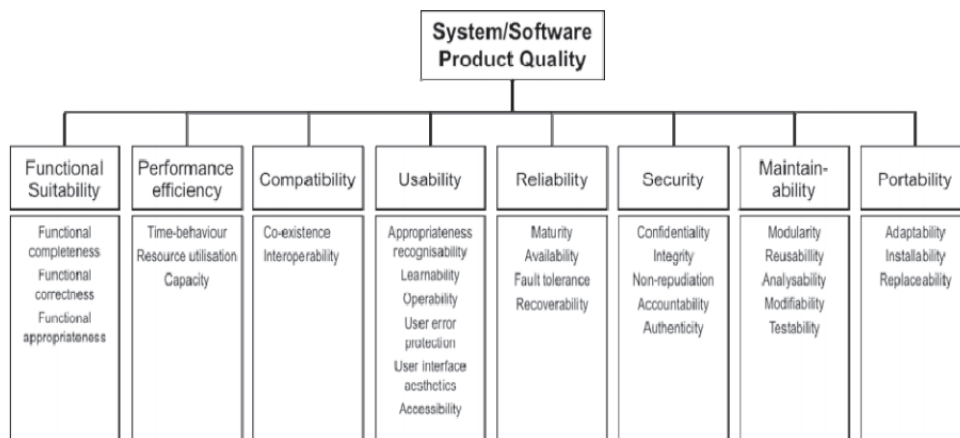 System/Software
Product Quality
Functional
Suitability
Performance
efficiency
Compatibility
Usability
Reliability
Security
Maintain-
ability
Portability
Functional
completeness
Functional
correctness
Functional
appropriateness
Time-behaviour
Resource utilisation
Capacity
Co-existence
Interoperability
Appropriateness
recognisability
Learnability
Operability
User error
protection
User interface
aesthetics
Accessibility
Maturity
Availability
Fault tolerance
Recoverability
Confidentiality
Integrity
Non-repudiation
Accountability
Authenticity
Modularity
Reusabillity
Analysability
Modifiability
Testability
Adaptability
Installability
Replaceability